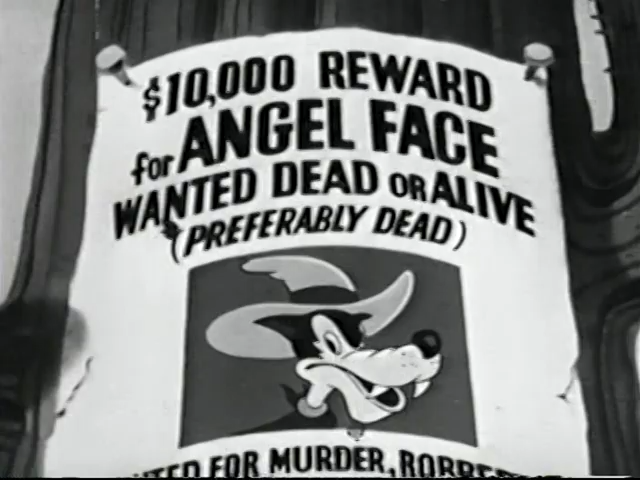 $10,000 REWARD
for ANGEL FACE
WANTED DEAD OR ALIVE
(PREFERABLY DEAD)
FOR MURDER,